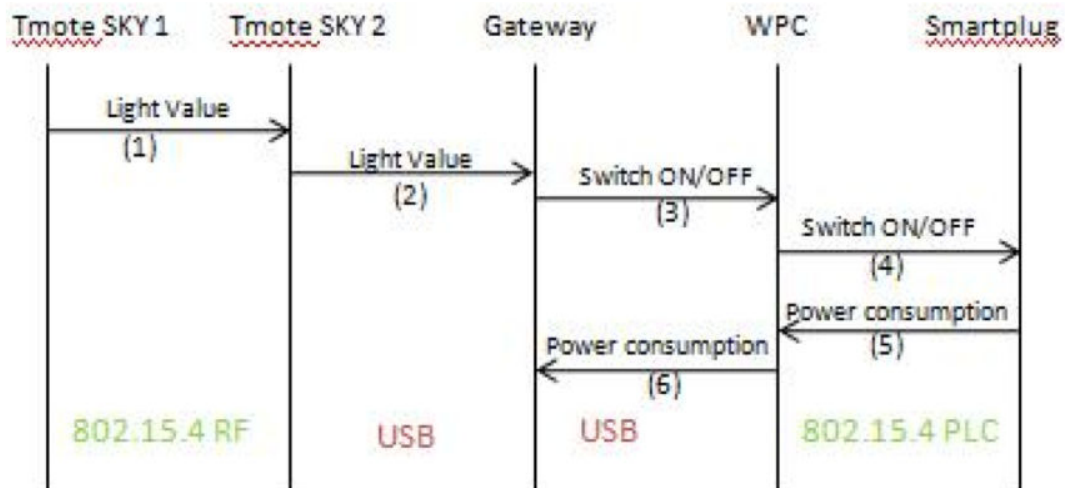 Tmote SKY 1
Tmote SKY 2
Gateway
WPC
Smartplug
Light Value
(1)
Light Value
(2)
Switch ON/OFF
(3)
Switch ON/OFF
(4)
Power consumption
(5)
Power consumption
(6)
802.15.4 RF
USB
USB
802.15.4 PLC